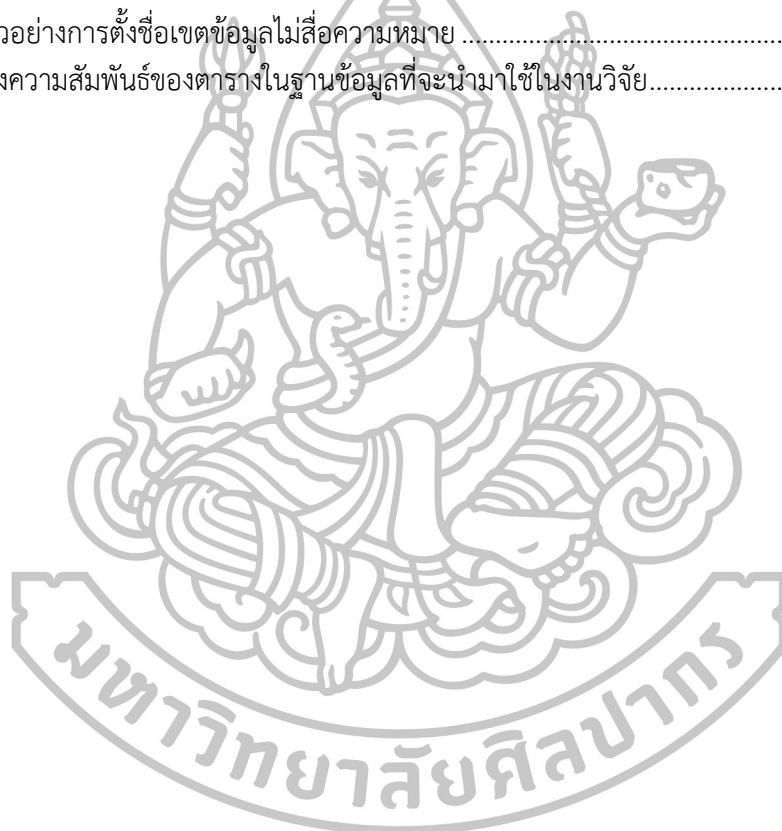 วอย่างการตั้งชื่อเขตข้อมูลไม่สื่อความหมาย ........................................
งความสัมพันธ์ของตารางในฐานข้อมูลที่จะนำมาใช้ในงานวิจัย................
มหาวิทยาลัยศิลปากร